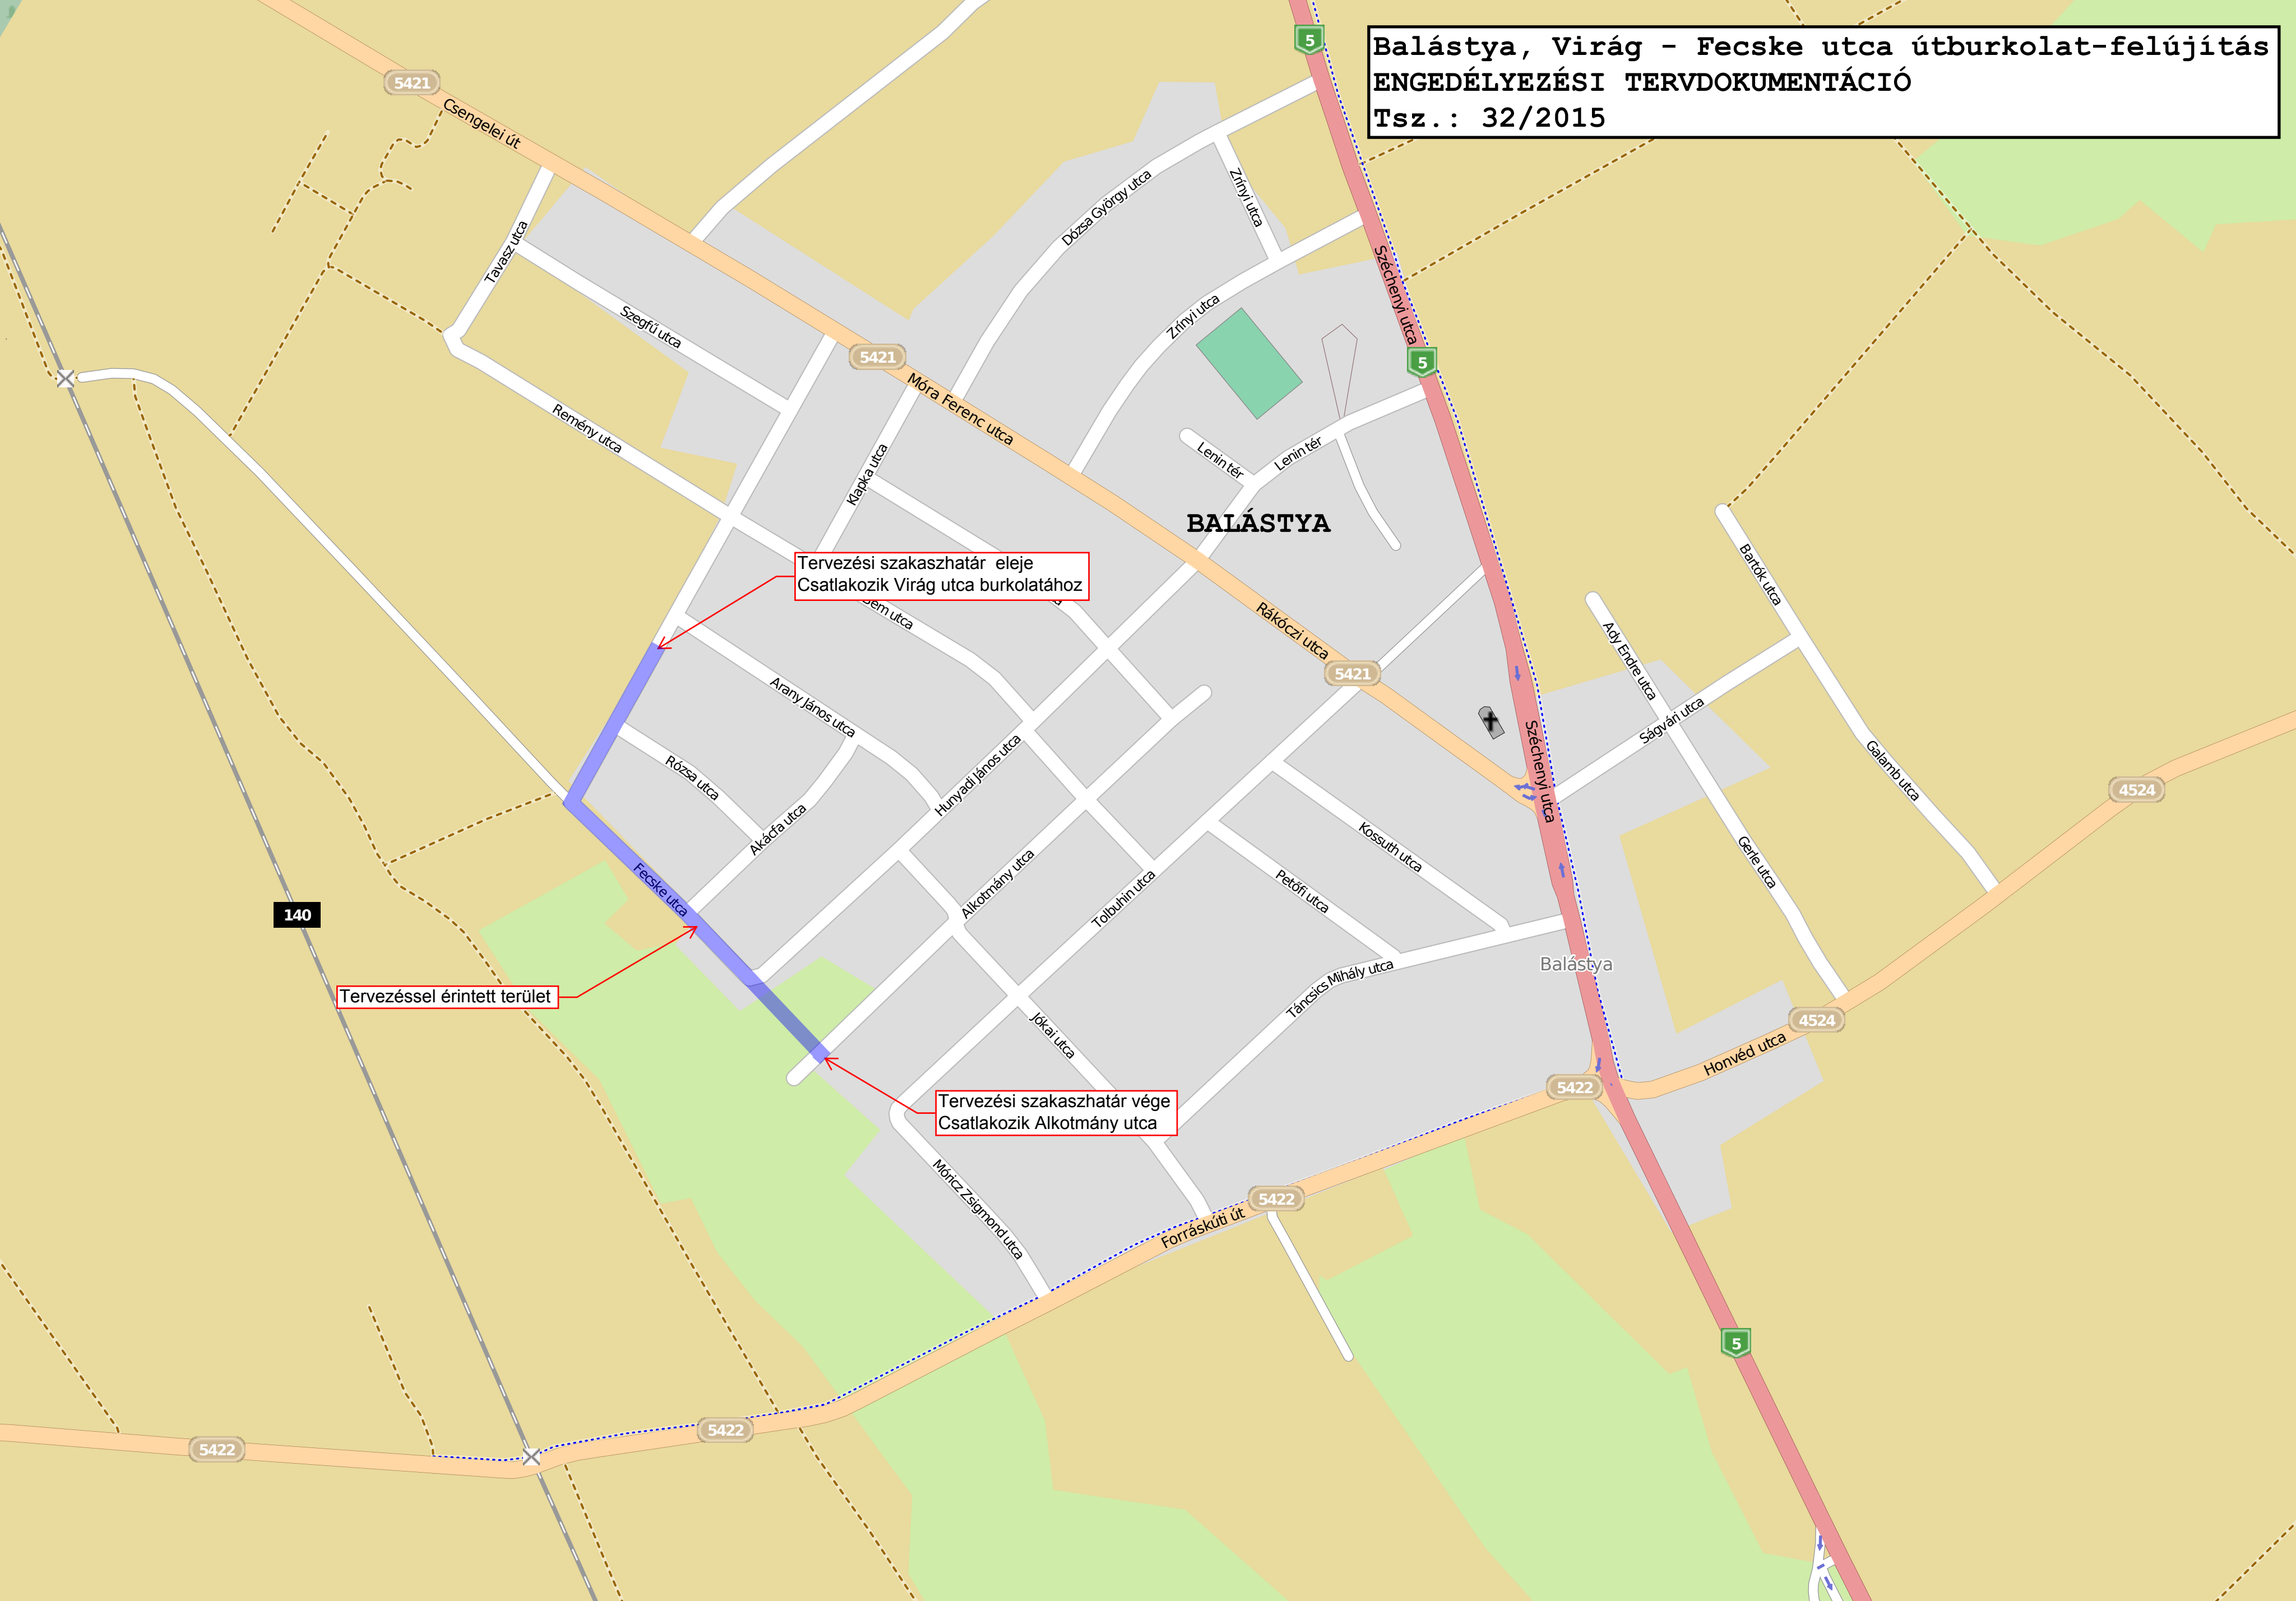 5
Balástya, Virág - Fecske utca útburkolat-felújítás
ENGEDÉLYEZÉSI TERVDOKUMENTÁCIÓ
Tsz.: 32/2015
5421
Csengelei út
Zrínyi utca
Dózsa György utca
Tavasz utca
Széchenyi utca
Zrínyi utca
Szegfű utca
5421
5
Móra Ferenc utca
Remény utca
Lenin tér
Lenin tér
Klapka utca
BALÁSTYA
Tervezési szakaszhatár eleje
Csatlakozik Virág utca burkolatához
Bem utca
Bartók utca
Rákóczi utca
Ady Endre utca
5421
Arany János utca
Ságvári utca
Széchenyi utca
Rózsa utca
Hunyadi János utca
Galamb utca
4524
Akácfa utca
Kossuth utca
Gerle utca
Fecske utca
Alkotmány utca
Tolbuhin utca
Petőfi utca
140
Balástya
Táncsics Mihály utca
Tervezéssel érintett terület
4524
Jókai utca
Honvéd utca
5422
Tervezési szakaszhatár vége
Csatlakozik Alkotmány utca
Móricz Zsigmond utca
5422
Forráskúti út
5
5422
5422